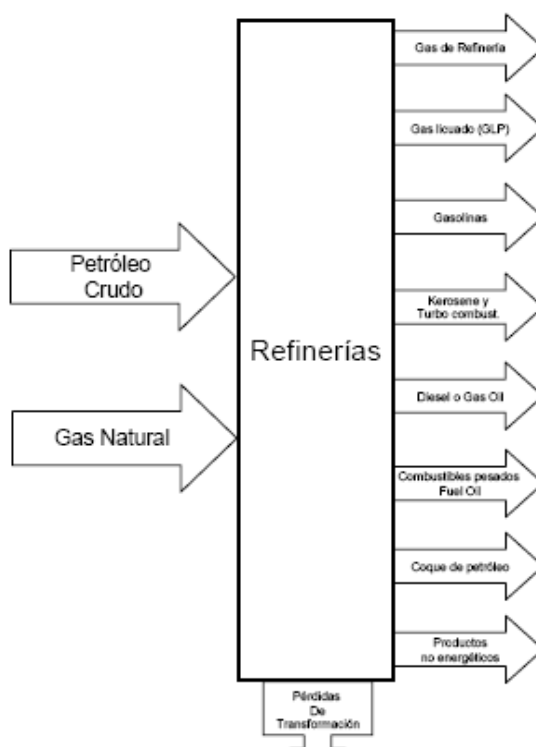 Petróleo
Crudo
Gas Natural
Refinerías
Gas de Refinería
Gas licuado (GLP)
Gasolinas
Kerosene y
Turbo combust.
Diesel o Gas Oil
Combustibles pesados
Fuel Oil
Coque de petróleo
Productos
no energéticos
Pérdidas
De
Transformación